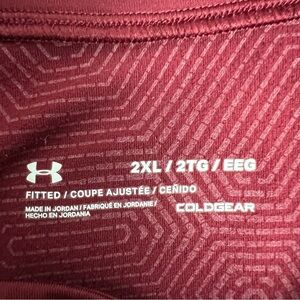 2XL / 2TG / EEG
FITTED / COUPE AJUSTÉE / CEÑIDO
MADE IN JORDAN / FABRIQUÉ EN JORDANIE /
HECHO EN JORDANIA
COLDGEAR